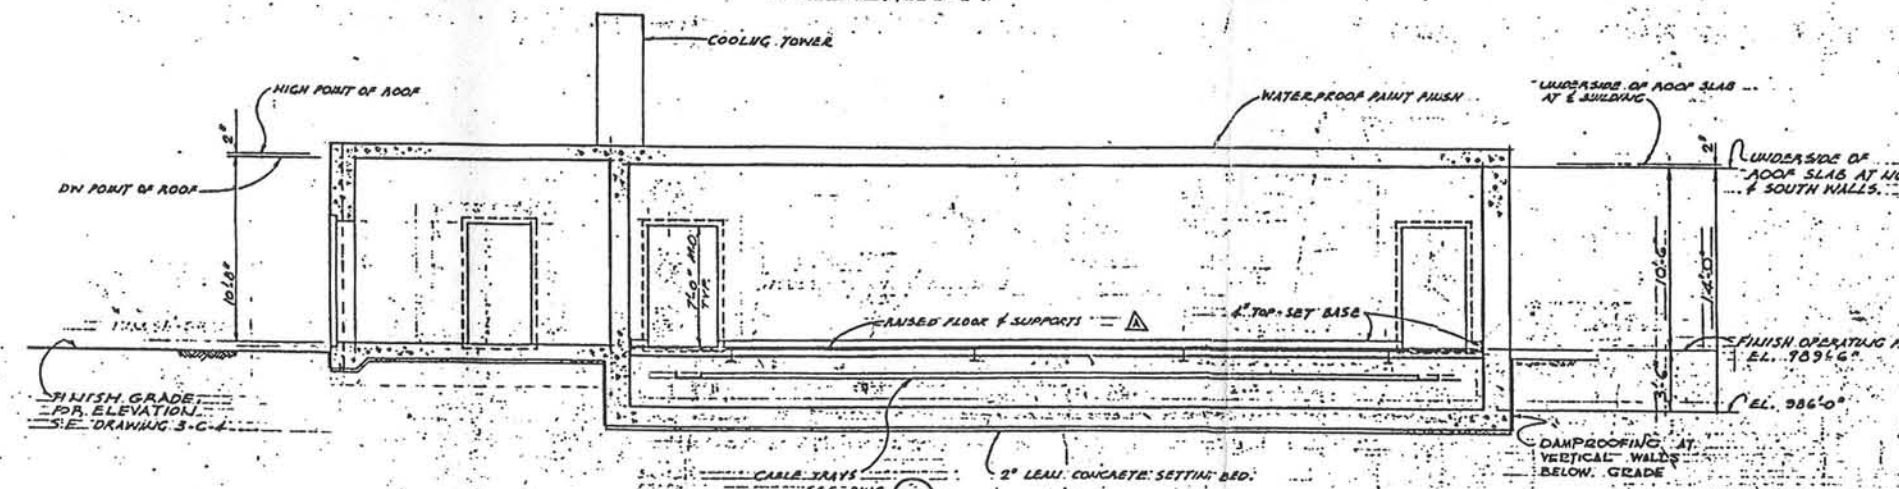 COOLNG TOWER
HIGH POINT OF ROOF
WATERPROOF PAINT FINISH
UNDERSIDE OF ROOF SLAB
AT ℄ BUILDING
2"
2"
UNDERSIDE OF
ROOF SLAB AT NO
& SOUTH WALLS.
DN POINT OF ROOF
10'-8"
7'-0" M.O.
TYP.
10'-6"
14'-0"
RAISED FLOOR & SUPPORTS
A
4" TOP-SET BASE
FINISH OPERATING
EL. 989'-6"
3'-6"
EL. 986'-0"
FINISH GRADE
FOR ELEVATION
SEE DRAWING 3-C-4
DAMPROOFING AT
VERTICAL WALLS
BELOW GRADE
CABLE TRAYS
2" LEAN CONCRETE SETTING BED.